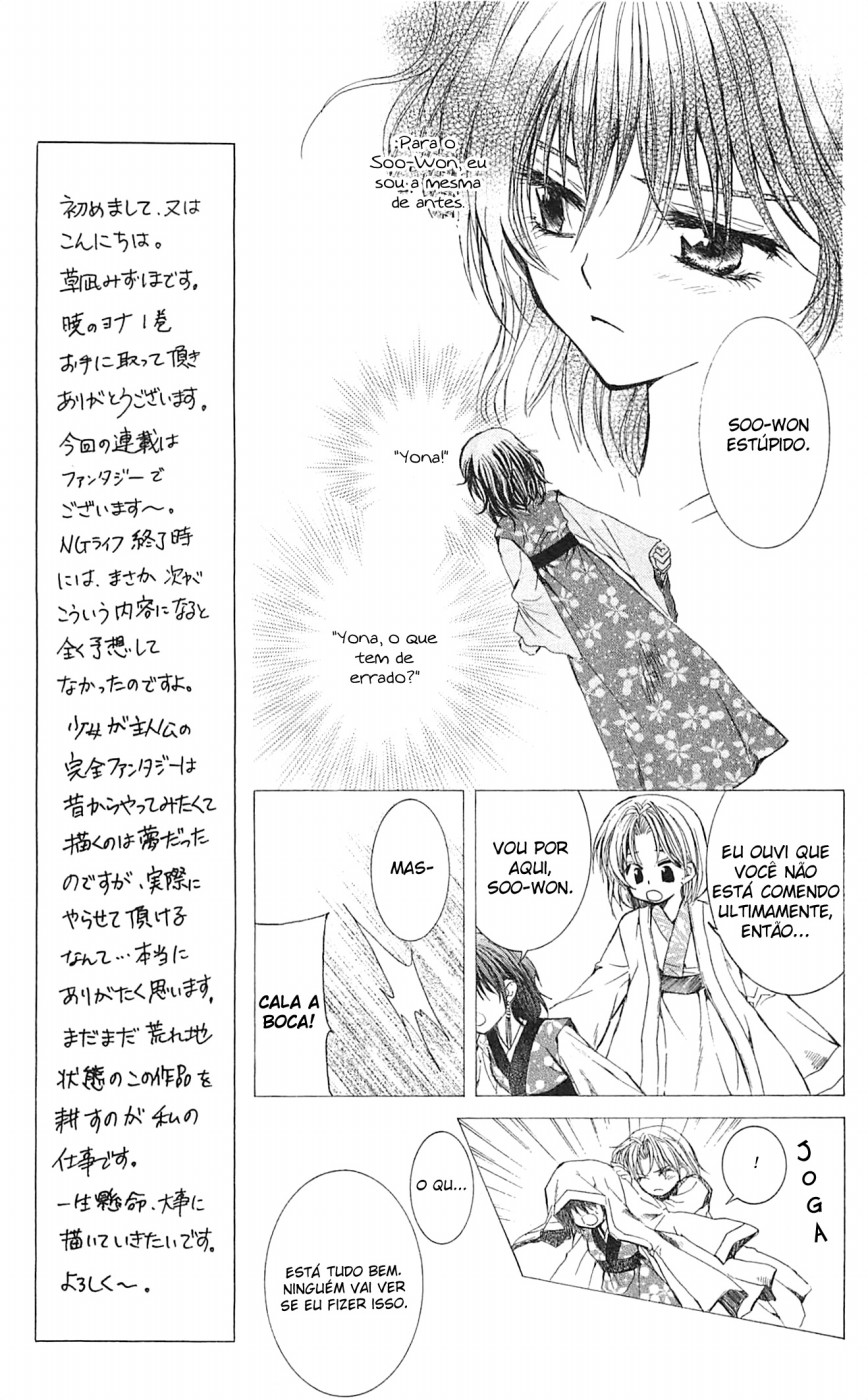 Para o
Soo-Won, eu
sou a mesma
de antes.
SOO-WON
ESTÚPIDO.
"Yona!"
"Yona, o que
tem de
errado?"
EU OUVI QUE
VOCÊ NÃO
ESTÁ COMENDO
ULTIMAMENTE,
ENTÃO...
VOU POR
AQUI,
SOO-WON.
MAS-
CALA A
BOCA!
JOGA
!
O QU...
ESTÁ TUDO BEM.
NINGUÉM VAI VER
SE EU FIZER ISSO.
初めまして、又は
こんにちは。
草凪みずほです。
暁のヨナ1巻
お手に取って頂き
ありがとうございます。
今回の連載は
ファンタジーで
ございます〜。
NGライフ終了時
には、まさか次が
こういう内容になると
全く予想して
なかったのですよ。
少女が主人公の
完全ファンタジーは
昔からやってみたくて
描くのは夢だった
のですが、実際に
やらせて頂ける
なんて…本当に
ありがたく思います。
まだまだ荒れ地
状態のこの作品を
耕すのが私の
仕事です。
一生懸命、大事に
描いていきたいです。
よろしく〜。